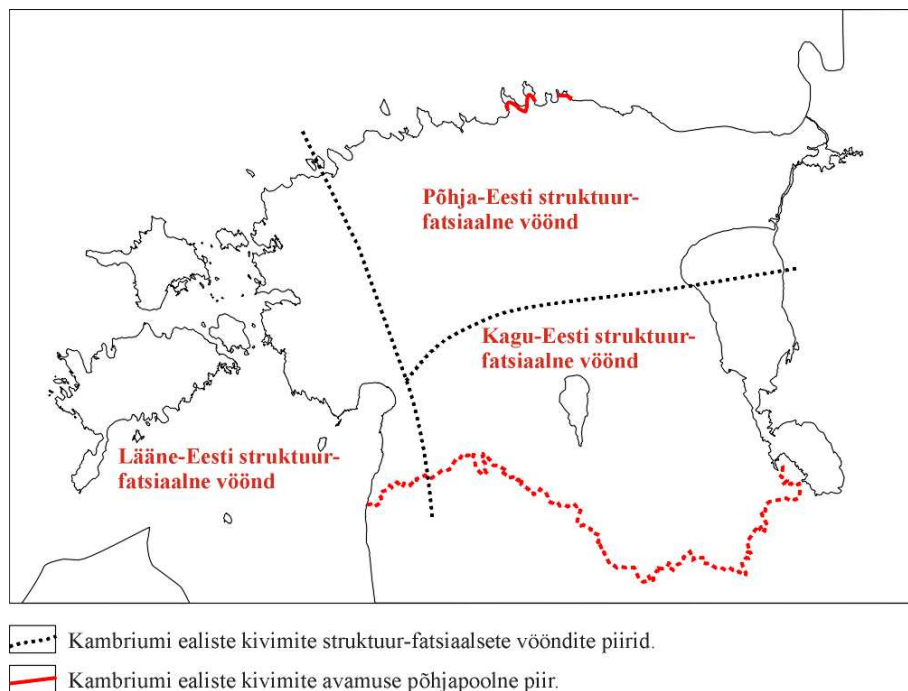 Põhja-Eesti struktuur-
fatsiaalne vöönd
Kagu-Eesti struktuur-
fatsiaalne vöönd
Lääne-Eesti struktuur-
fatsiaalne vöönd
Kambriumi ealiste kivimite struktuur-fatsiaalsete vööndite piirid.
Kambriumi ealiste kivimite avamuse põhjapoolne piir.